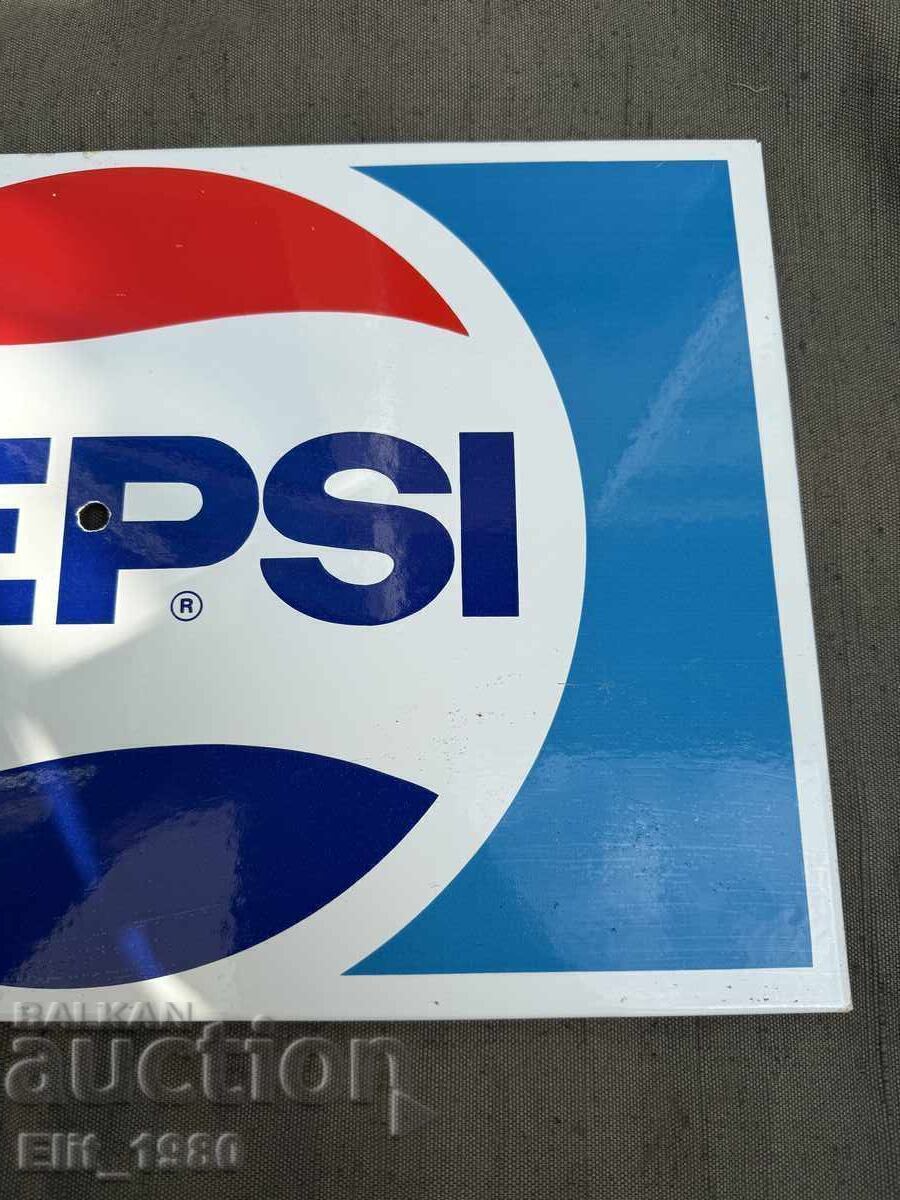 EPSI
®
BALKAN
auction
Elit_1980